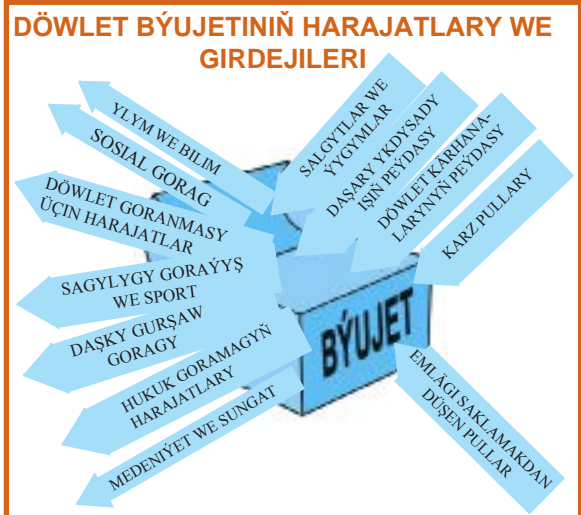 DÖWLET BÝUJETINIŇ HARAJATLARY WE
GIRDEJILERI
YLYM WE BILIM
SOSIAL GORAG
DÖWLET GORANMASY
ÜÇIN HARAJATLAR
SAGYLYGY GORAÝYŞ
WE SPORT
DAŞKY GURŞAW
GORAGY
HUKUK GORAMAGYŇ
HARAJATLARY
MEDENIÝET WE SUNGAT
SALGYTLAR WE
ÝYGYMLAR
DAŞARY YKDYSADY
IŞIŇ PEÝDASY
DÖWLET KÄRHANA-
LARYNYŇ PEÝDASY
KARZ PULLARY
BÝUJET
EMLÄGI SAKLAMAKDAN
DÜŞEN PULLAR